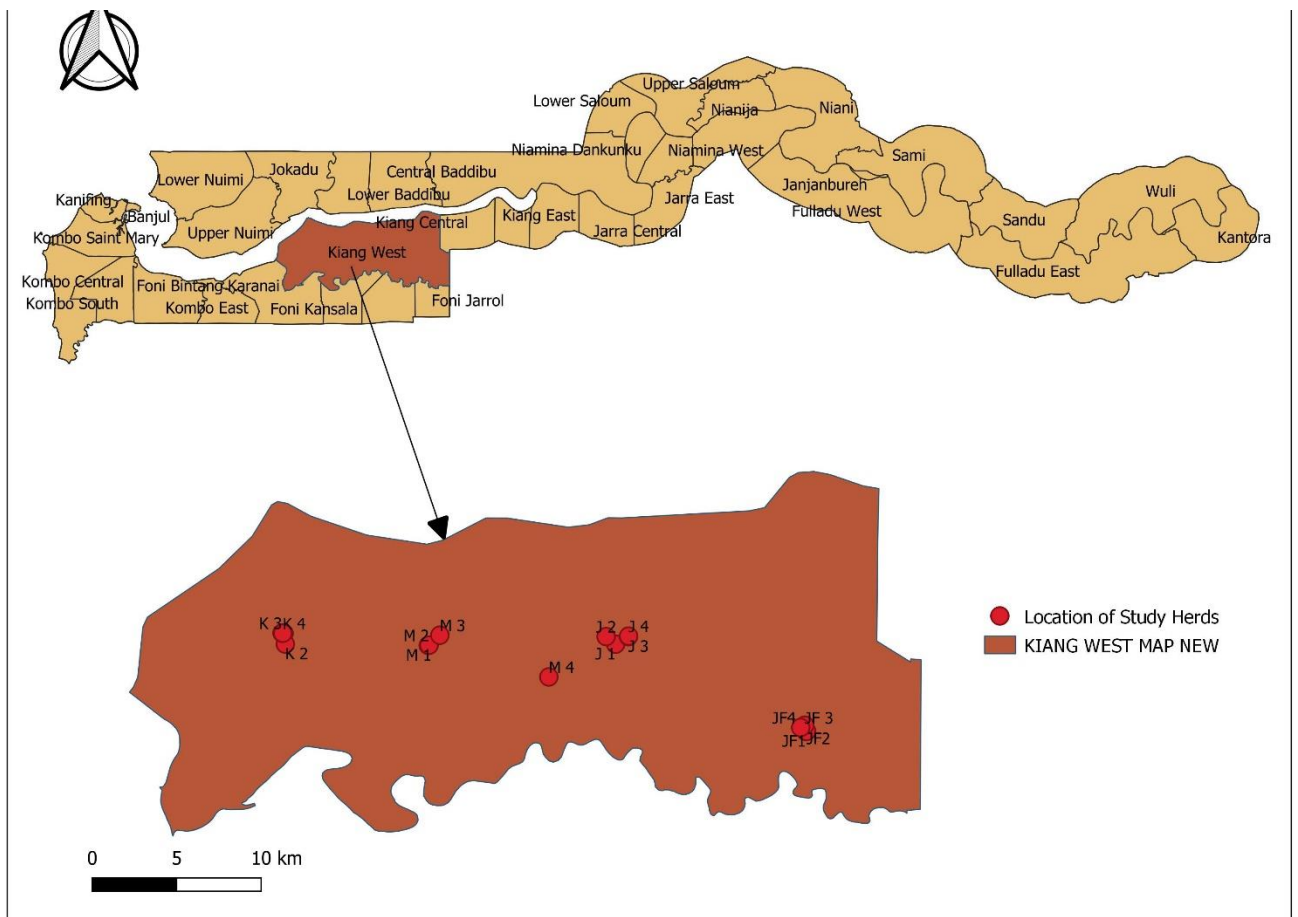 Upper Saloum
Lower Saloum
Nianija
Niani
Niamina Dankunku
Niamina West
Sami
Central Baddibu
Jokadu
Lower Nuimi
Lower Baddibu
Jarra East
Janjanbureh
Wuli
Kanifing
Banjul
Fulladu West
Sandu
Kiang Central
Kiang East
Upper Nuimi
Jarra Central
Kantora
Kombo Saint Mary
Kiang West
Fulladu East
Kombo Central
Foni Bintang-Karanai
Kombo South
Kombo East
Foni Kansala
Foni Jarrol
K 3 K 4
K 2
M 3
M 2
M 1
J 2
J 4
J 1
J 3
M 4
JF4
JF 3
JF1
JF2
Location of Study Herds
KIANG WEST MAP NEW
0 5 10 km